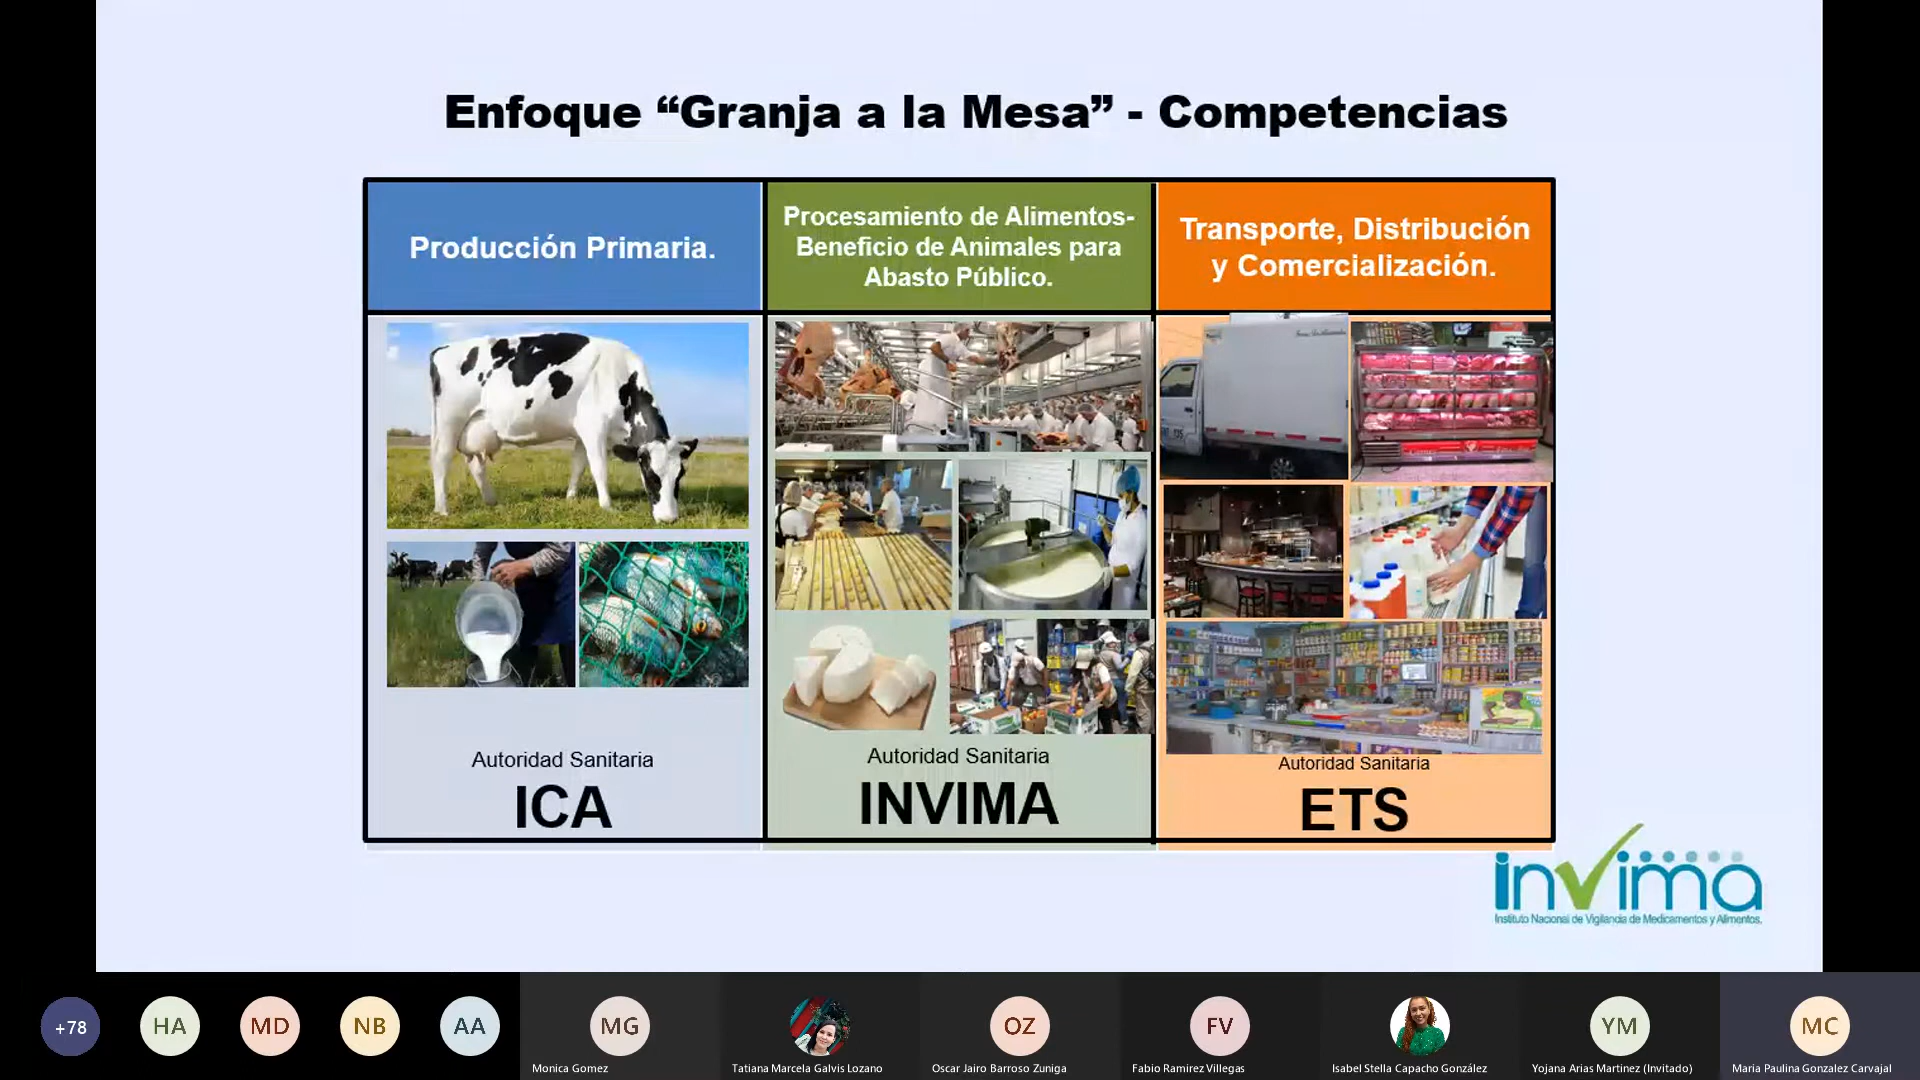 Enfoque “Granja a la Mesa” - Competencias
Producción Primaria.
Procesamiento de Alimentos-
Beneficio de Animales para
Abasto Público.
Transporte, Distribución
y Comercialización.
Autoridad Sanitaria
ICA
Autoridad Sanitaria
INVIMA
Autoridad Sanitaria
ETS
invima
Instituto Nacional de Vigilancia de Medicamentos y Alimentos.
+78
HA
MD
NB
AA
MG
OZ
FV
YM
MC
Monica Gomez
Tatiana Marcela Galvis Lozano
Oscar Jairo Barroso Zuniga
Fabio Ramirez Villegas
Isabel Stella Capacho González
Yojana Arias Martinez (Invitado)
Maria Paulina Gonzalez Carvajal